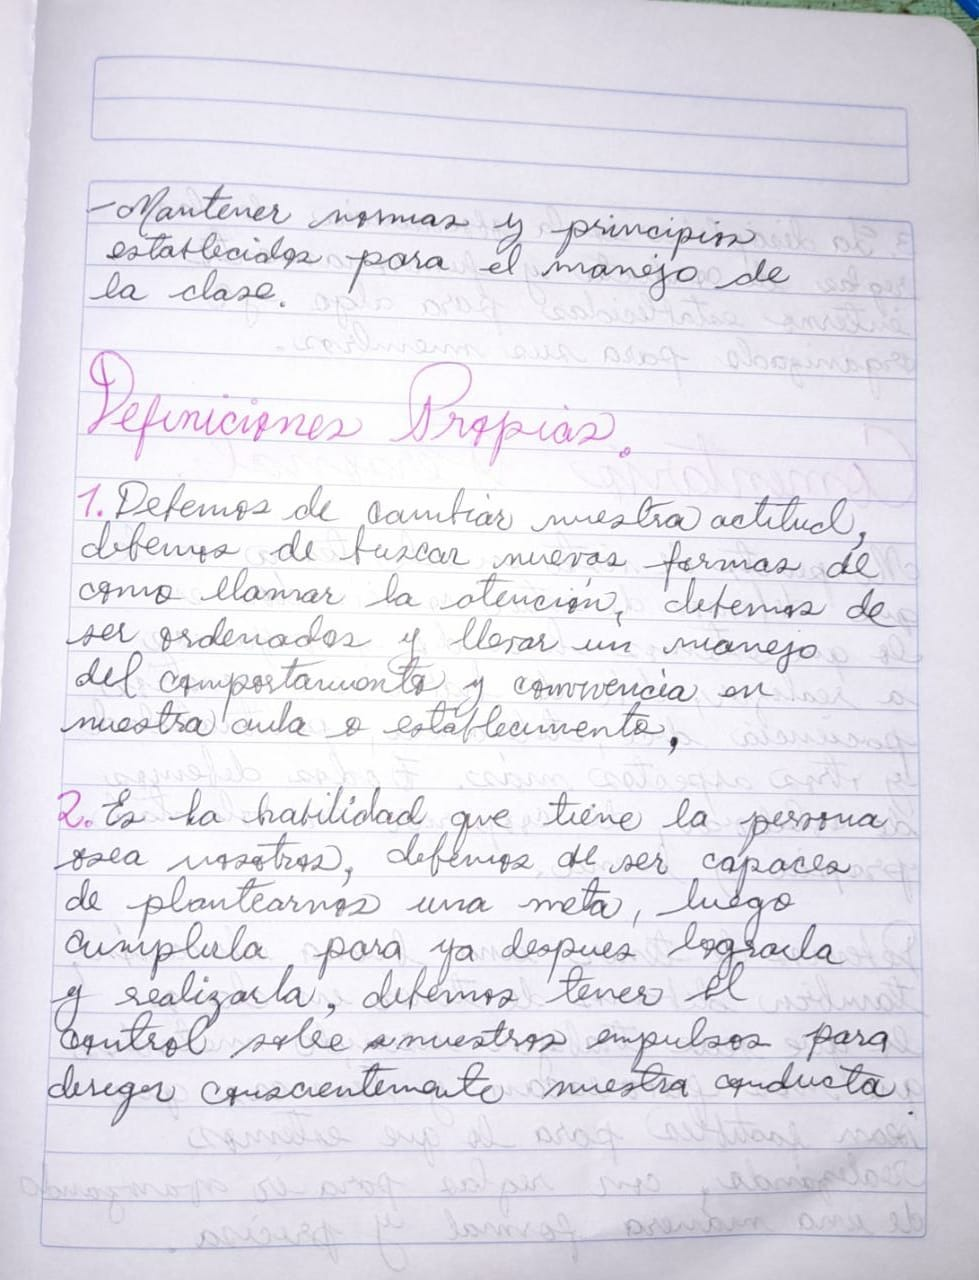 -Mantener normas y principios
establecidos para el manejo de
la clase.
Definiciones Propias.
1. Debemos de cambiar nuestra actitud,
debemos de buscar nuevas formas de
como llamar la atención, debemos de
ser ordenados y llevar un manejo
del comportamiento y convivencia en
nuestra aula o establecimento,
2. Es la habilidad que tiene la persona
osea nosotros, debemos de ser capaces
de plantearnos una meta, luego
cumplirla para ya despues lograrla
y realizarla, debemos tener el
control sobre nuestros empulsos para
dereger conscientemente nuestra conducta.